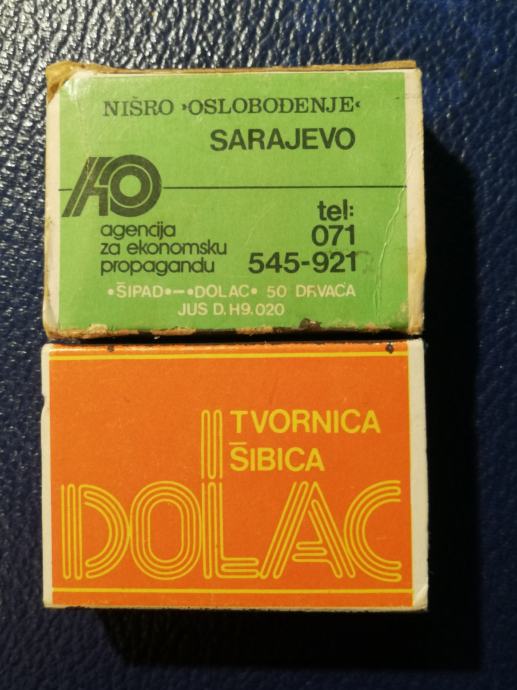 NIŠRO ›OSLOBOĐENJE‹
SARAJEVO
AO
agencija
za ekonomsku
propagandu
tel:
071
545-921
•ŠIPAD•—•DOLAC• 50 DRVACA
JUS D.H9.020
TVORNICA
ŠIBICA
DOLAC